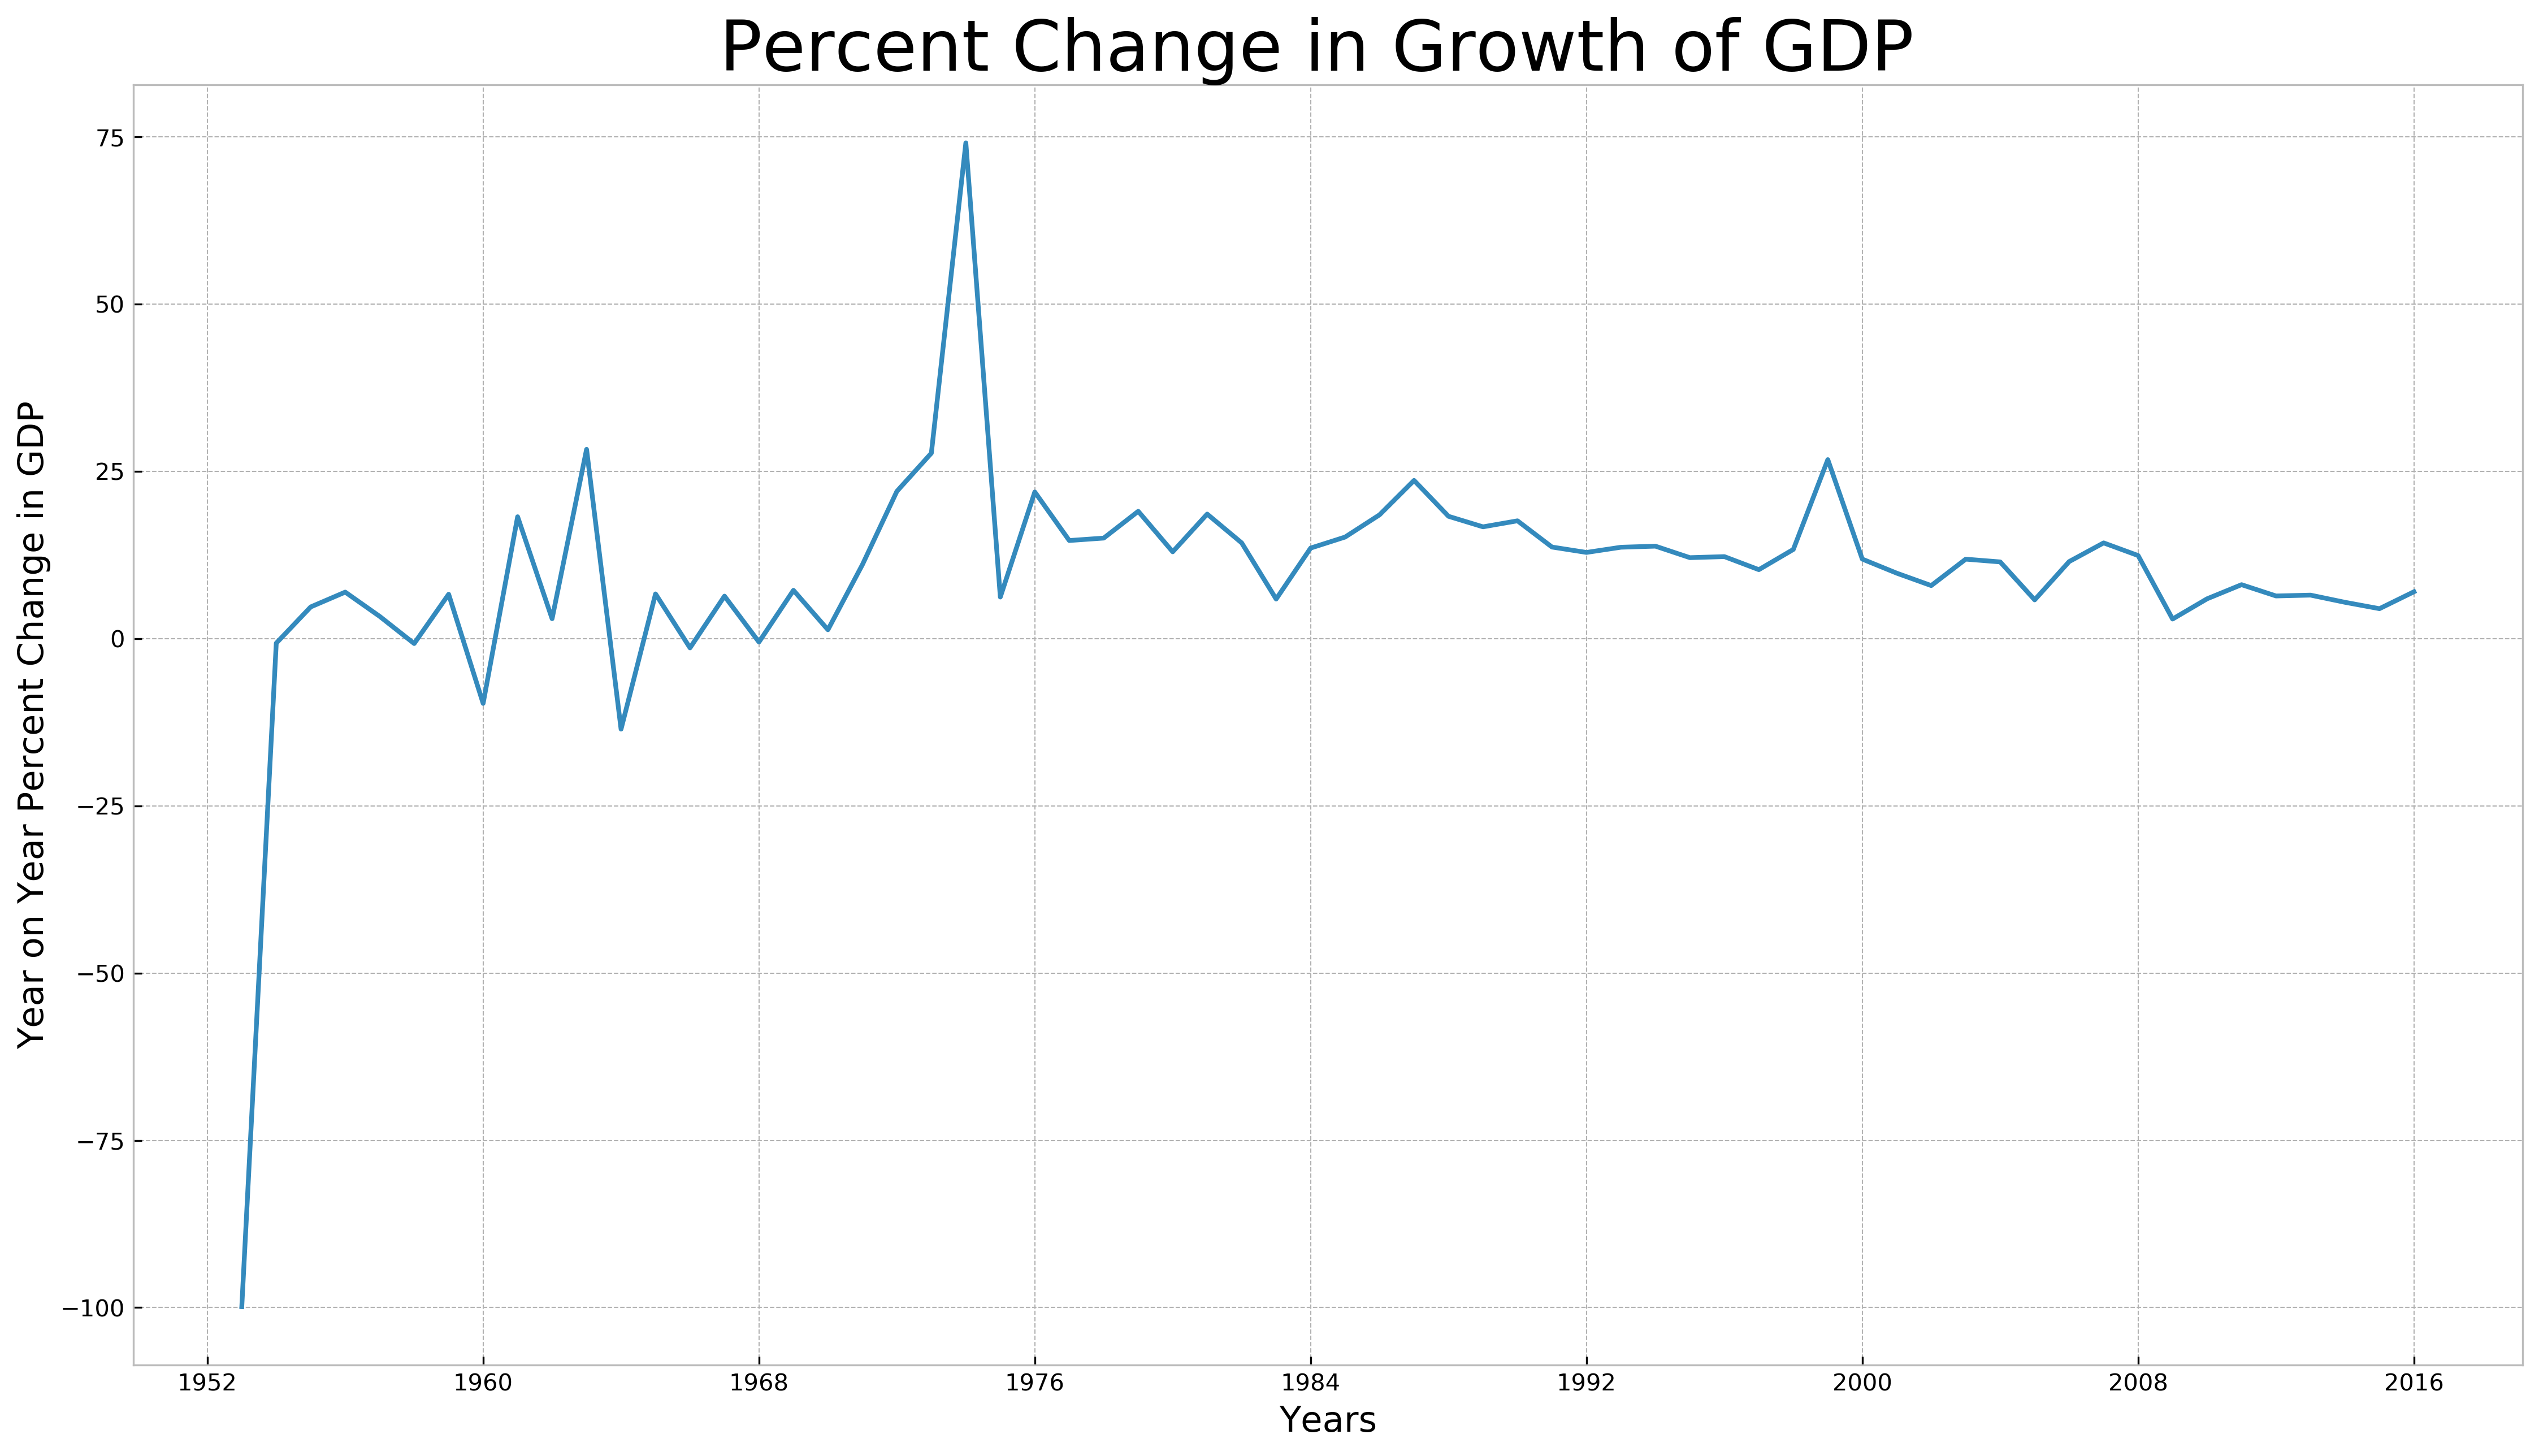 Percent Change in Growth of GDP
Year on Year Percent Change in GDP
75
50
25
0
−25
−50
−75
−100
1952 1960 1968 1976 1984 1992 2000 2008 2016
Years